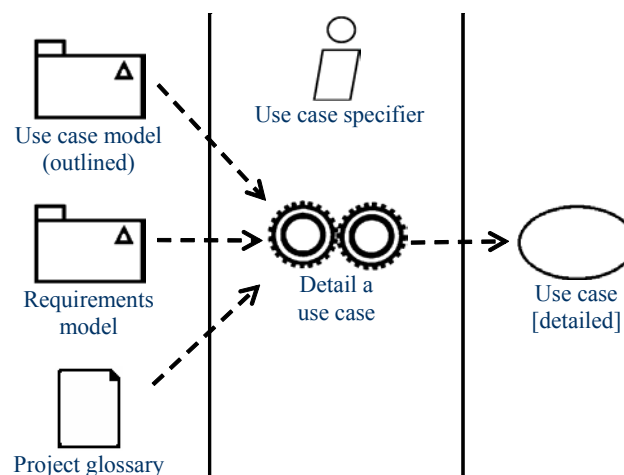 Use case model
(outlined)
Use case specifier
Requirements
model
Detail a
use case
Use case
[detailed]
Project glossary